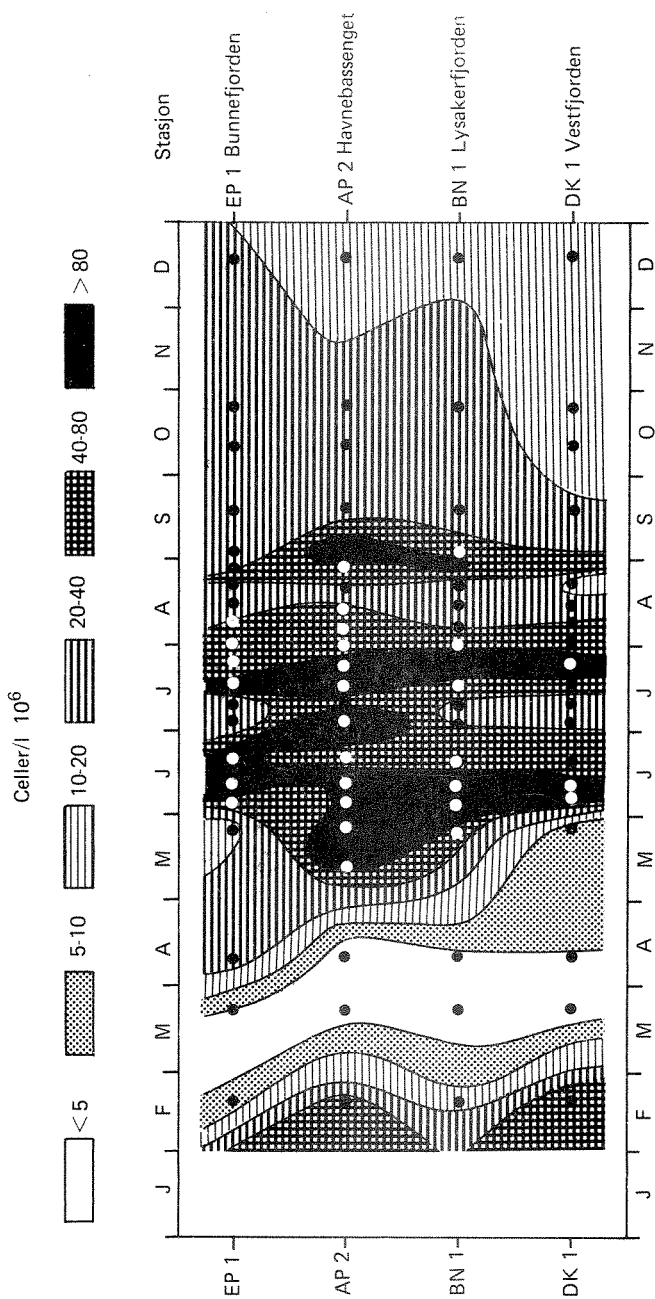 Celler/l 10⁶
< 5
5-10
10-20
20-40
40-80
> 80
Stasjon
EP 1
EP 1 Bunnefjorden
AP 2
AP 2 Havnebassenget
BN 1
BN 1 Lysakerfjorden
DK 1
DK 1 Vestfjorden
J F M A M J J A S O N D
J F M A M J J A S O N D